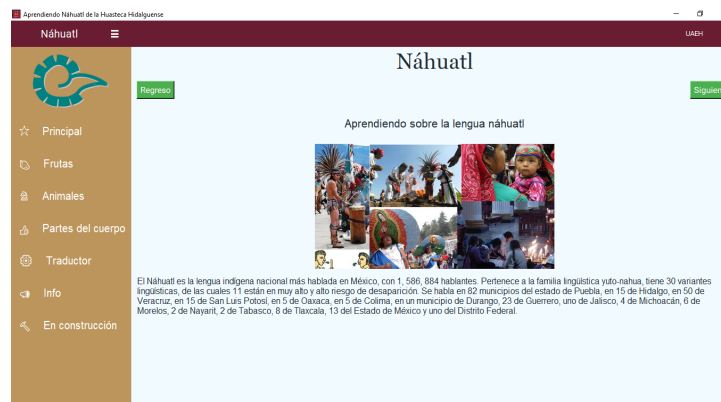 Aprendiendo Náhuatl de la Huasteca Hidalguense
Náhuatl
UAEH
Náhuatl
Regreso
Siguien
Aprendiendo sobre la lengua náhuatl
Principal
Frutas
Animales
Partes del cuerpo
Traductor
Info
En construcción
El Náhuatl es la lengua indígena nacional más hablada en México, con 1, 586, 884 hablantes. Pertenece a la familia lingüística yuto-nahua, tiene 30 variantes
lingüísticas, de las cuales 11 están en muy alto y alto riesgo de desaparición. Se habla en 82 municipios del estado de Puebla, en 15 de Hidalgo, en 50 de
Veracruz, en 15 de San Luis Potosí, en 5 de Oaxaca, en 5 de Colima, en un municipio de Durango, 23 de Guerrero, uno de Jalisco, 4 de Michoacán, 6 de
Morelos, 2 de Nayarit, 2 de Tabasco, 8 de Tlaxcala, 13 del Estado de México y uno del Distrito Federal.